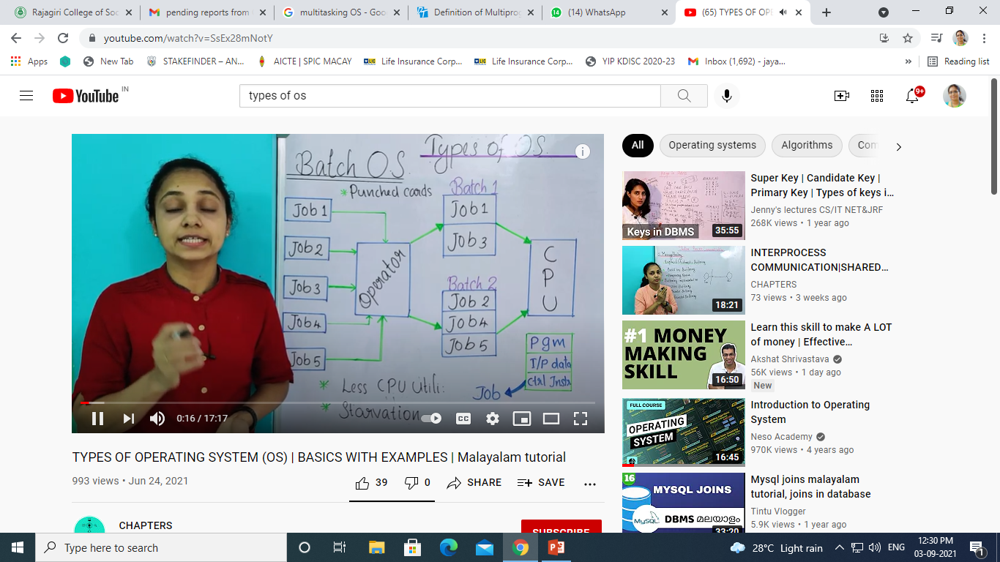 Rajagiri College of Soc
pending reports from
multitasking OS - Goo
Definition of Multiprog
(14) WhatsApp
(65) TYPES OF OPE
youtube.com/watch?v=SsEx28mNotY
Apps
New Tab
STAKEFINDER – AN...
AICTE | SPIC MACAY
Life Insurance Corp...
Life Insurance Corp...
YIP KDISC 2020-23
Inbox (1,692) - jaya...
»
Reading list
YouTube IN
types of os
9+
Types of OS
Batch OS
* Punched cards
Job 1
Job 2
Job 3
Job 4
Job 5
Operator
Batch 1
Job 1
Job 3
Batch 2
Job 2
Job 4
Job 5
CPU
Pgm
I/P data
Ctrl Instr
Job
* Less CPU Utili:
* Starvation
CC
0:16 / 17:17
TYPES OF OPERATING SYSTEM (OS) | BASICS WITH EXAMPLES | Malayalam tutorial
993 views • Jun 24, 2021
39
0
SHARE
SAVE
CHAPTERS
SUBSCRIBE
All
Operating systems
Algorithms
Com
Keys in DBMS
35:55
Super Key | Candidate Key |
Primary Key | Types of keys i...
Jenny's lectures CS/IT NET&JRF
268K views • 1 year ago
18:21
INTERPROCESS
COMMUNICATION|SHARED...
CHAPTERS
73 views • 3 weeks ago
#1 MONEY
MAKING
SKILL
16:50
Learn this skill to make A LOT
of money | Effective...
Akshat Shrivastava
56K views • 1 day ago
New
FULL COURSE
OPERATING
SYSTEM
16:45
Introduction to Operating
System
Neso Academy
970K views • 4 years ago
16
MYSQL JOINS
MySQL
DBMS മലയാളം
33:20
Mysql joins malayalam
tutorial, joins in database
Tintu Vlogger
5.9K views • 1 year ago
Type here to search
28°C Light rain
ENG
12:30 PM
03-09-2021
1